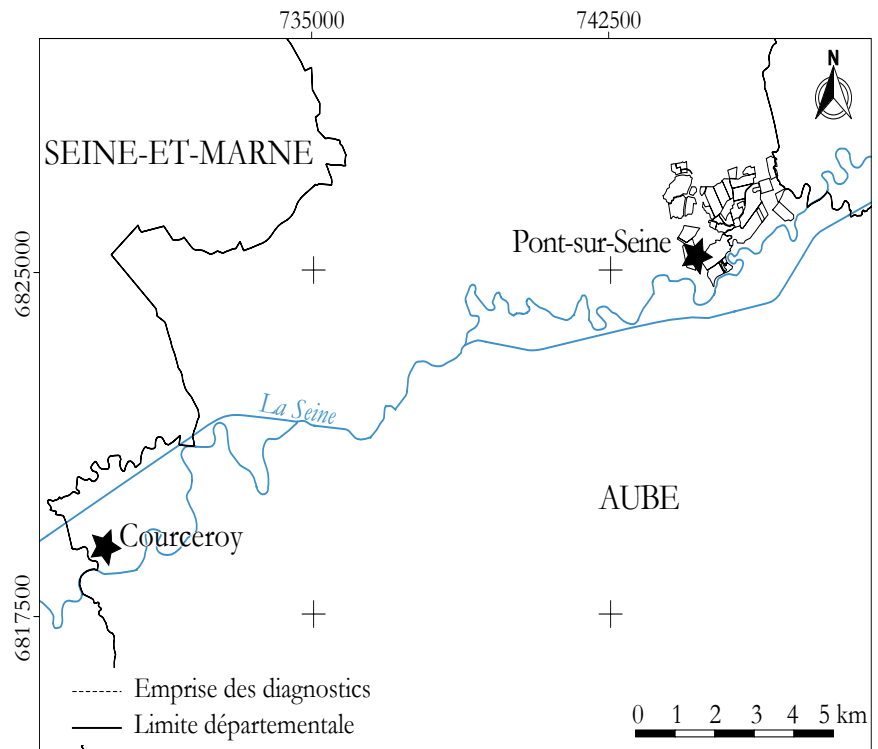 735000
742500
N
SEINE-ET-MARNE
Pont-sur-Seine
6825000
La Seine
AUBE
Courceroy
6817500
Emprise des diagnostics
Limite départementale
0 1 2 3 4 5 km